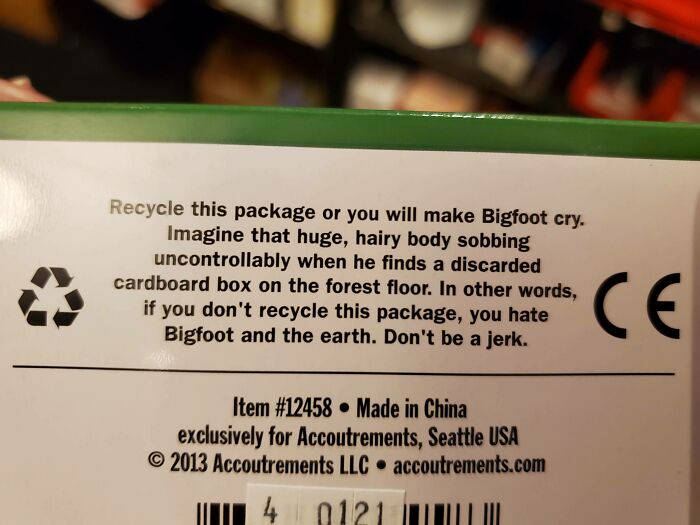 Recycle this package or you will make Bigfoot cry.
Imagine that huge, hairy body sobbing
uncontrollably when he finds a discarded
cardboard box on the forest floor. In other words,
if you don't recycle this package, you hate
Bigfoot and the earth. Don't be a jerk.
CE
Item #12458 • Made in China
exclusively for Accoutrements, Seattle USA
© 2013 Accoutrements LLC • accoutrements.com
4 0121